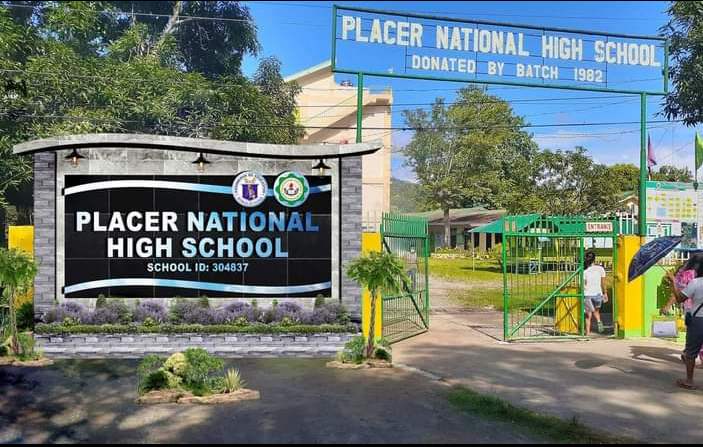 PLACER NATIONAL HIGH SCHOOL
DONATED BY BATCH 1982
PLACER NATIONAL
HIGH SCHOOL
SCHOOL ID: 304837
ENTRANCE